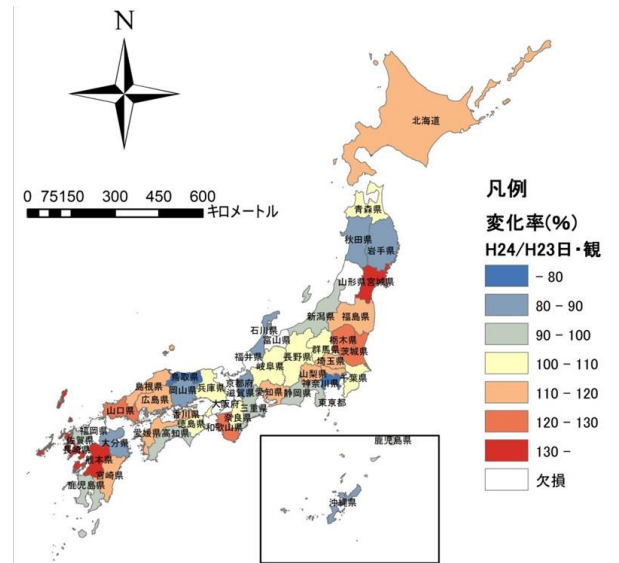 N
0 75150 300 450 600
キロメートル
北海道
青森県
秋田県
岩手県
山形県
宮城県
新潟県
福島県
石川県
富山県
栃木県
群馬県
茨城県
福井県
長野県
岐阜県
埼玉県
山梨県
千葉県
鳥取県
島根県
京都府
兵庫県
滋賀県
愛知県
神奈川県
静岡県
岡山県
広島県
東京都
大阪府
三重県
山口県
香川県
奈良県
徳島県
和歌山県
愛媛県
高知県
福岡県
佐賀県
大分県
長崎県
熊本県
宮崎県
鹿児島県
鹿児島県
沖縄県
凡例
変化率(%)
H24/H23日・観
- 80
80 - 90
90 - 100
100 - 110
110 - 120
120 - 130
130 -
欠損